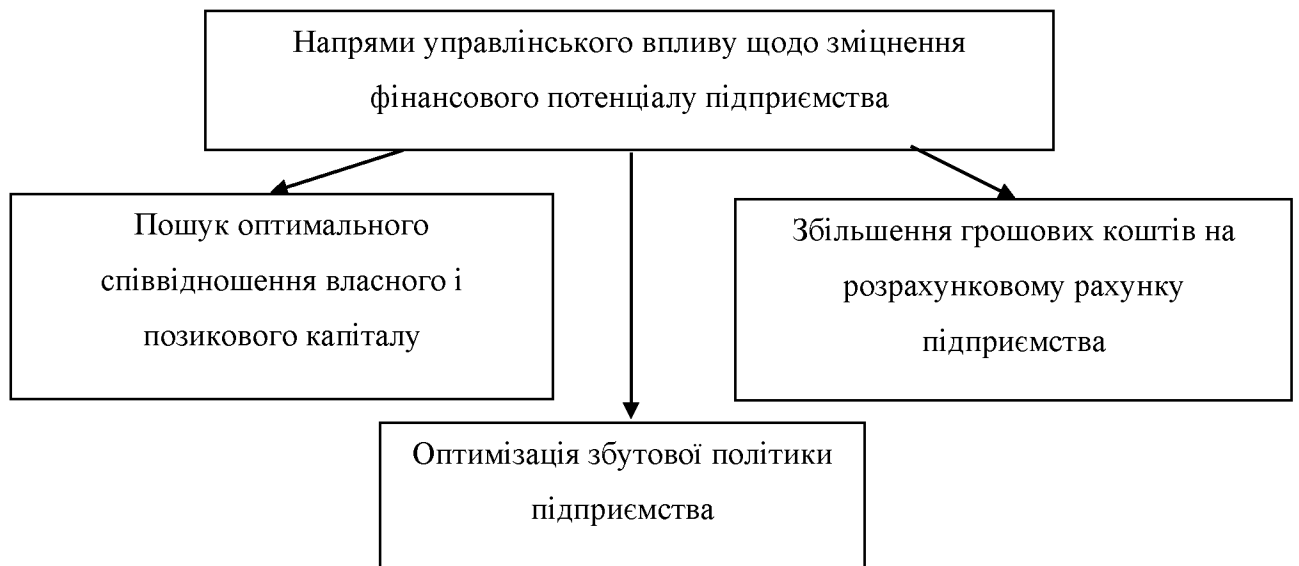 Напрями управлінського впливу щодо зміцнення
фінансового потенціалу підприємства
Пошук оптимального
співвідношення власного і
позикового капіталу
Збільшення грошових коштів на
розрахунковому рахунку
підприємства
Оптимізація збутової політики
підприємства